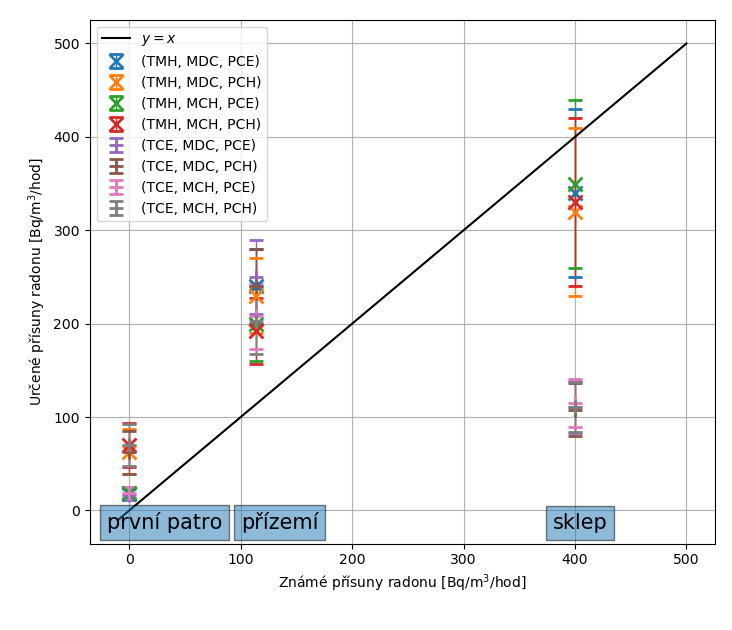 y = x
(TMH, MDC, PCE)
(TMH, MDC, PCH)
(TMH, MCH, PCE)
(TMH, MCH, PCH)
(TCE, MDC, PCE)
(TCE, MDC, PCH)
(TCE, MCH, PCE)
(TCE, MCH, PCH)
Určené přísuny radonu [Bq/m³/hod]
500
400
300
200
100
0
první patro
přízemí
sklep
0
100
200
300
400
500
Známé přísuny radonu [Bq/m³/hod]